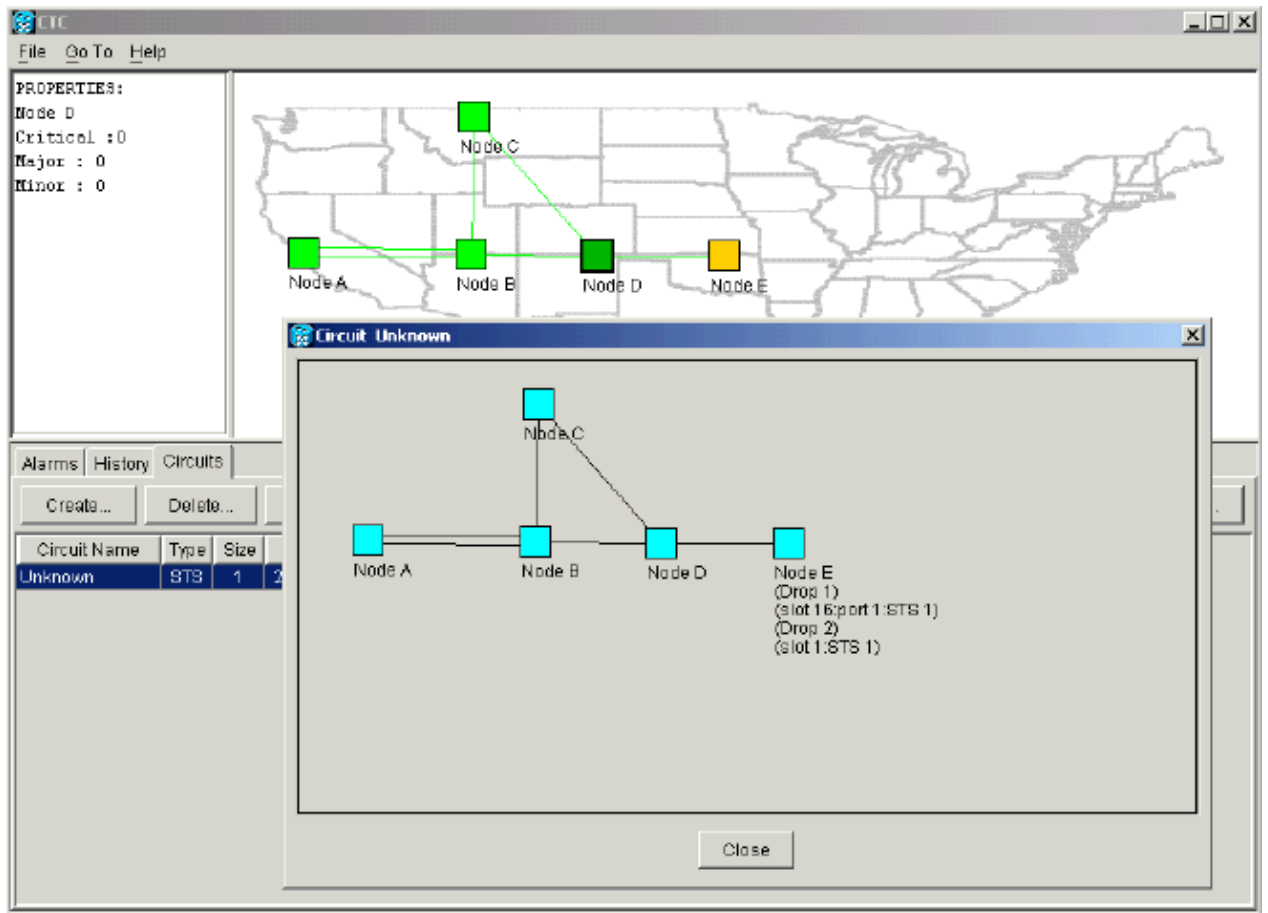 CTC
File Go To Help
PROPERTIES:
Node D
Critical :0
Major : 0
Minor : 0
Node C
Node A
Node B
Node D
Node E
Circuit Unknown
Node C
Node A
Node B
Node D
Node E
(Drop 1)
(slot 16:port 1:STS 1)
(Drop 2)
(slot 1:STS 1)
Close
Alarms History Circuits
Create... Delete...
Circuit Name Type Size
Unknown STS 1